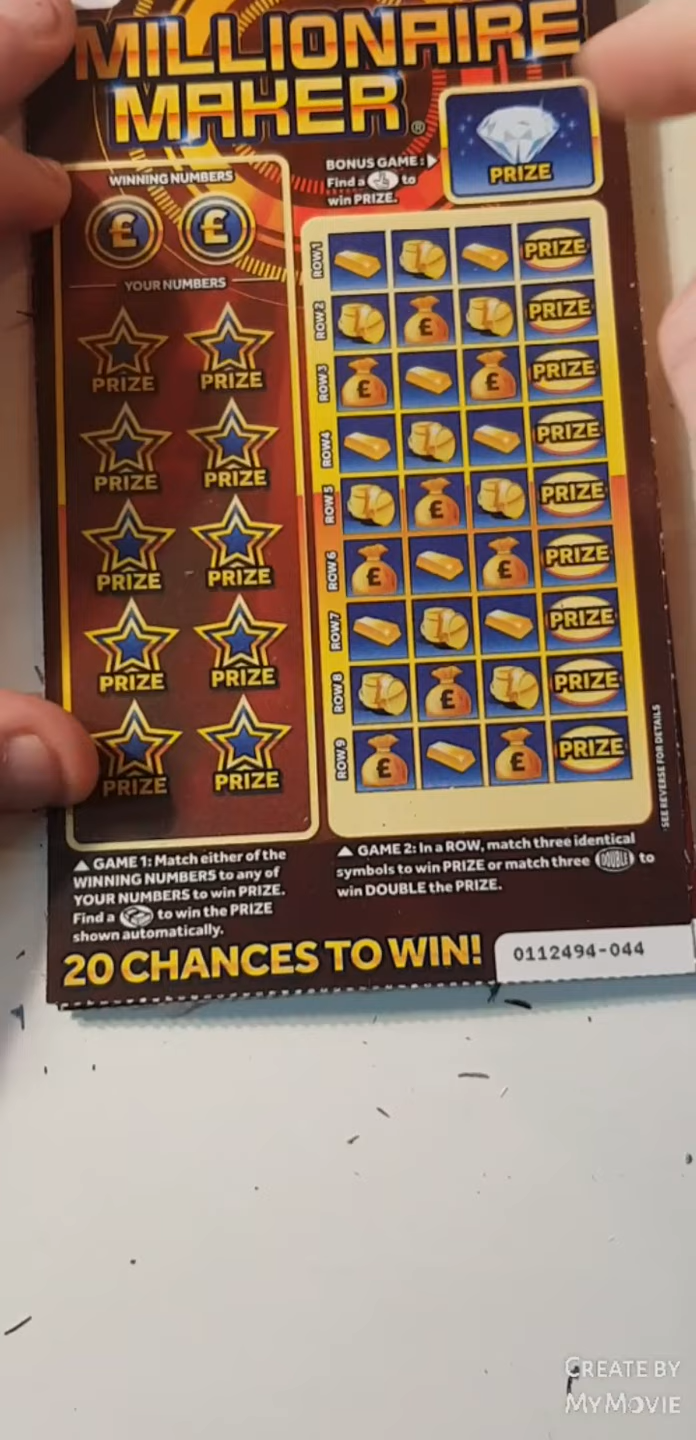 MILLIONAIRE
MAKER®
BONUS GAME:
Find a to
win PRIZE.
PRIZE
WINNING NUMBERS
£ £
YOUR NUMBERS
PRIZE PRIZE
PRIZE PRIZE
PRIZE PRIZE
PRIZE PRIZE
PRIZE PRIZE
ROW 1 PRIZE
ROW 2 £ PRIZE
ROW 3 £ £ PRIZE
ROW 4 PRIZE
ROW 5 £ PRIZE
ROW 6 £ £ PRIZE
ROW 7 PRIZE
ROW 8 £ PRIZE
ROW 9 £ £ PRIZE
SEE REVERSE FOR DETAILS
▲ GAME 1: Match either of the
WINNING NUMBERS to any of
YOUR NUMBERS to win PRIZE.
Find a to win the PRIZE
shown automatically.
▲ GAME 2: In a ROW, match three identical
symbols to win PRIZE or match three DOUBLE to
win DOUBLE the PRIZE.
20 CHANCES TO WIN!
0112494-044
CREATE BY
MYMOVIE